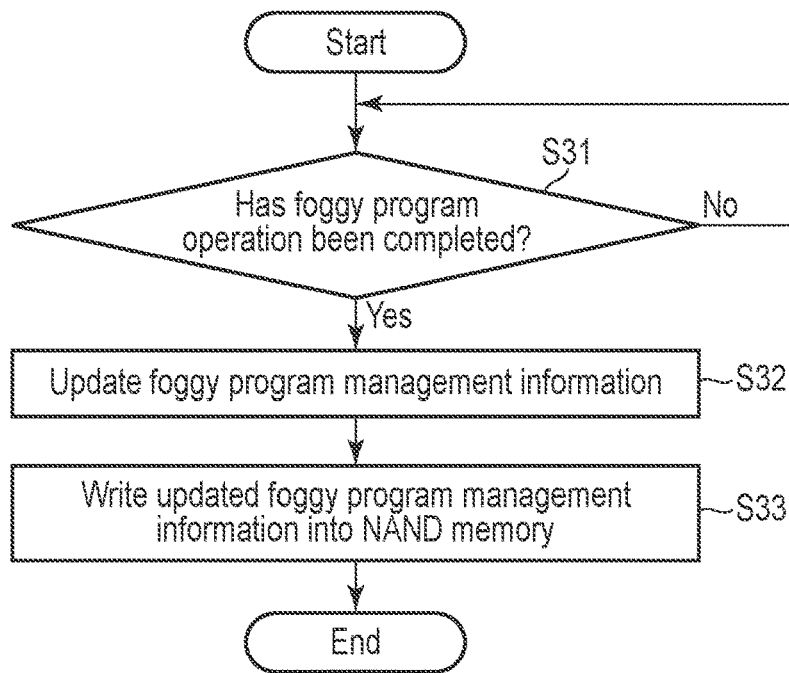 Start
S31
Has foggy program
operation been completed?
No
Yes
Update foggy program management information
S32
Write updated foggy program management
information into NAND memory
S33
End